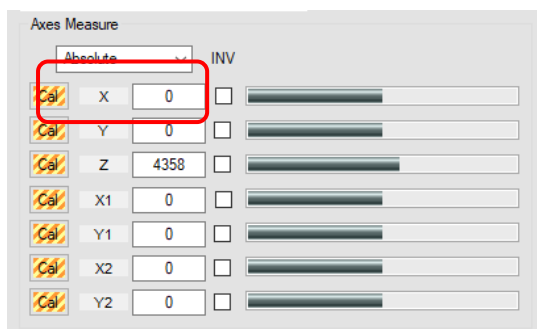 Axes Measure
Absolute INV
Cal X 0
Cal Y 0
Cal Z 4358
Cal X1 0
Cal Y1 0
Cal X2 0
Cal Y2 0